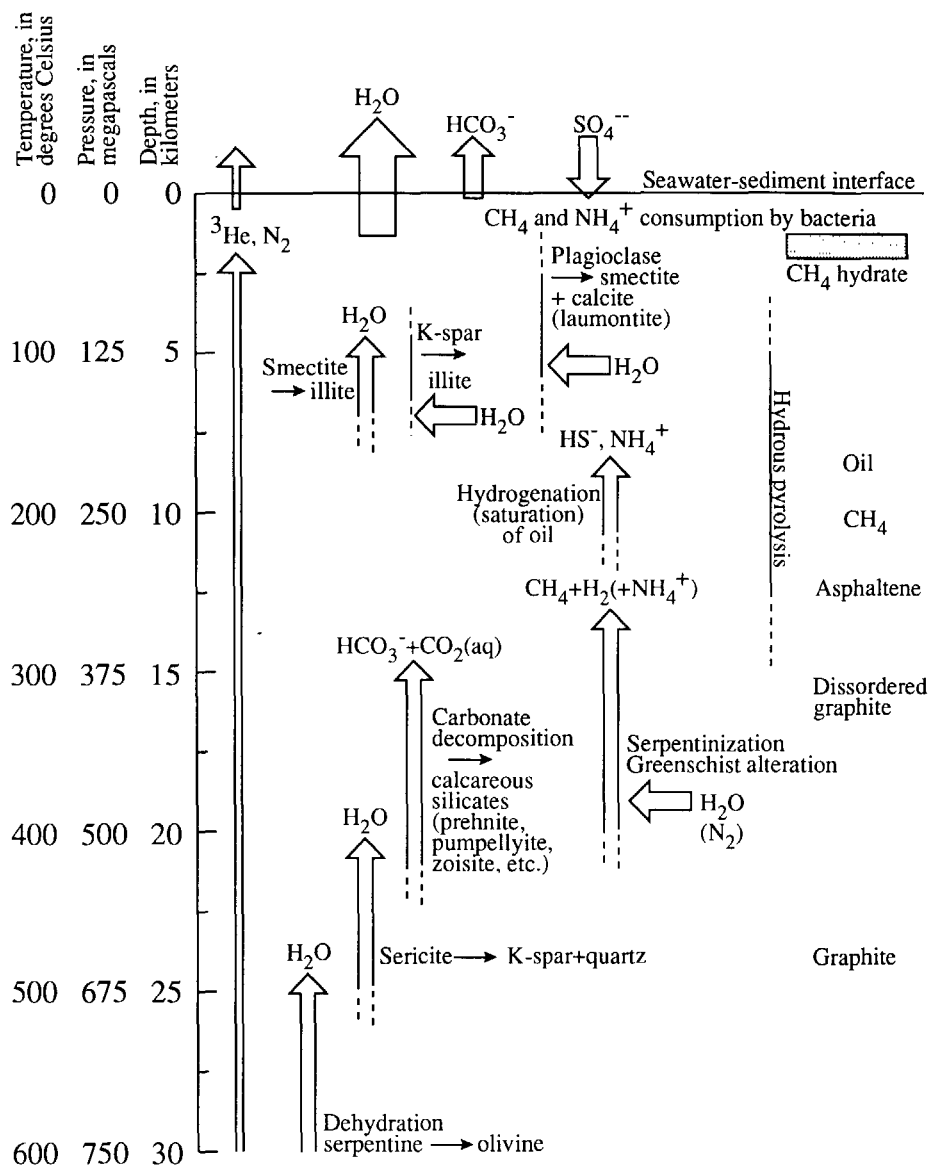 Temperature, in
degrees Celsius
Pressure, in
megapascals
Depth, in
kilometers
H₂O
HCO₃⁻
SO₄⁻⁻
0 0 0
Seawater-sediment interface
³He, N₂
CH₄ and NH₄⁺ consumption by bacteria
CH₄ hydrate
Plagioclase
→ smectite
+ calcite
(laumontite)
H₂O
H₂O
K-spar
→
illite
H₂O
Smectite
→ illite
100 125 5
Hydrous pyrolysis
HS⁻, NH₄⁺
Oil
Hydrogenation
(saturation)
of oil
200 250 10
CH₄
CH₄+H₂(+NH₄⁺)
Asphaltene
HCO₃⁻+CO₂(aq)
300 375 15
Dissordered
graphite
Carbonate
decomposition
→
calcareous
silicates
(prehnite,
pumpellyite,
zoisite, etc.)
Serpentinization
Greenschist alteration
H₂O
(N₂)
H₂O
400 500 20
Sericite → K-spar+quartz
Graphite
H₂O
500 675 25
Dehydration
serpentine → olivine
600 750 30